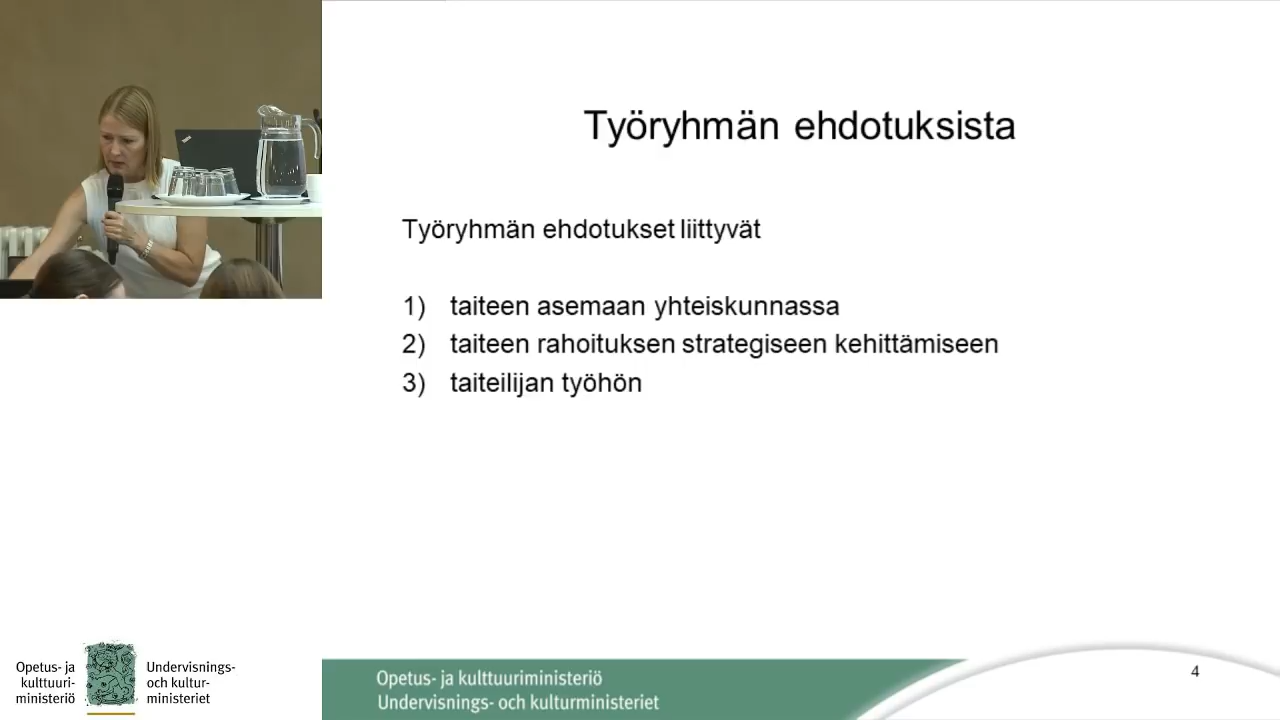 Työryhmän ehdotuksista
Työryhmän ehdotukset liittyvät
1) taiteen asemaan yhteiskunnassa
2) taiteen rahoituksen strategiseen kehittämiseen
3) taiteilijan työhön
Opetus- ja
kulttuuri-
ministeriö
Undervisnings-
och kultur-
ministeriet
Opetus- ja kulttuuriministeriö
Undervisnings- och kulturministeriet
4